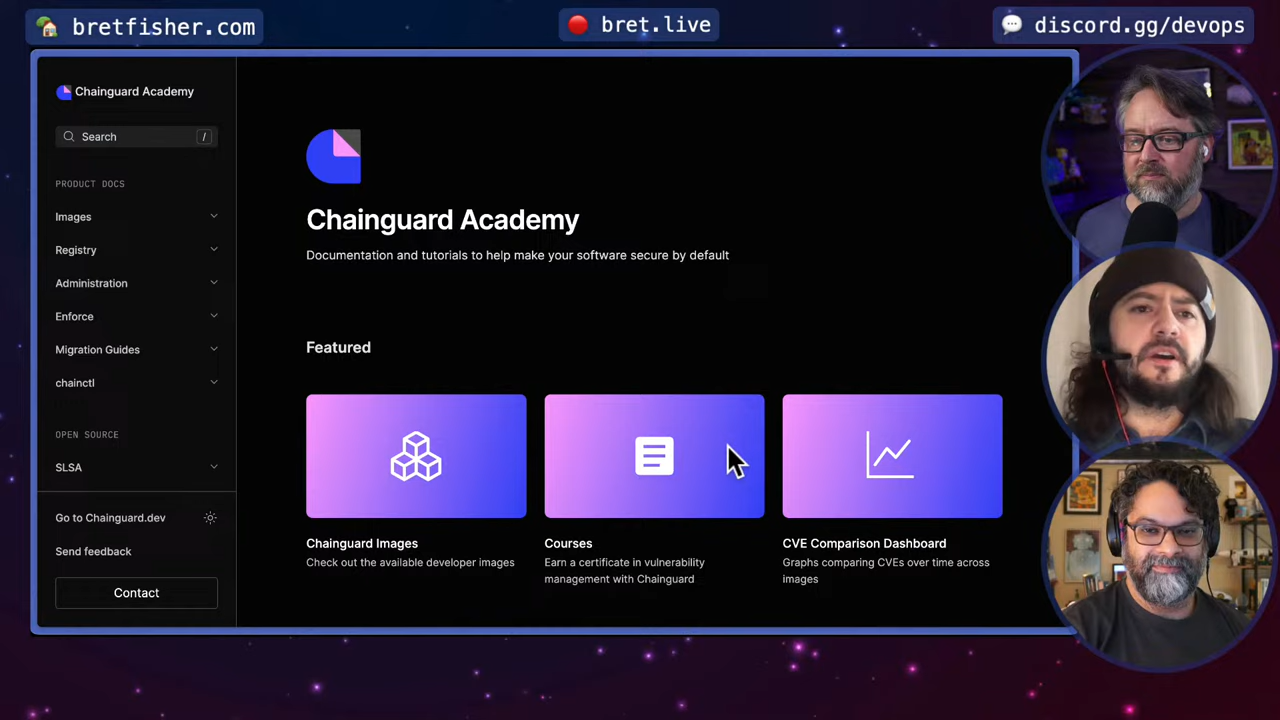 bretfisher.com
bret.live
discord.gg/devops
Chainguard Academy
Search
/
PRODUCT DOCS
Images
Registry
Administration
Enforce
Migration Guides
chainctl
OPEN SOURCE
SLSA
Go to Chainguard.dev
Send feedback
Contact
Chainguard Academy
Documentation and tutorials to help make your software secure by default
Featured
Chainguard Images
Check out the available developer images
Courses
Earn a certificate in vulnerability
management with Chainguard
CVE Comparison Dashboard
Graphs comparing CVEs over time across
images